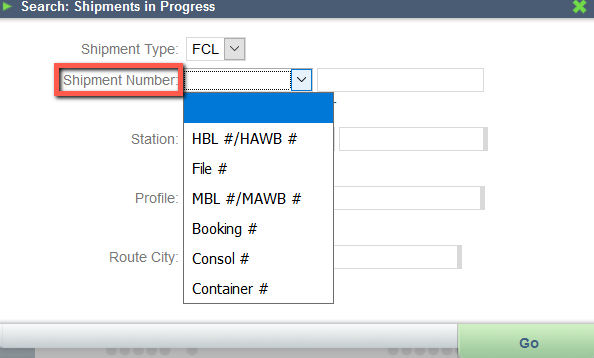 Search: Shipments in Progress
Shipment Type: FCL
Shipment Number:
HBL #/HAWB #
Station:
File #
Profile:
MBL #/MAWB #
Booking #
Route City:
Consol #
Container #
Go